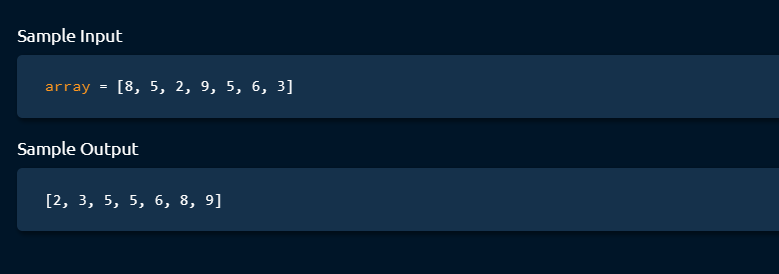 Sample Input
array = [8, 5, 2, 9, 5, 6, 3]
Sample Output
[2, 3, 5, 5, 6, 8, 9]